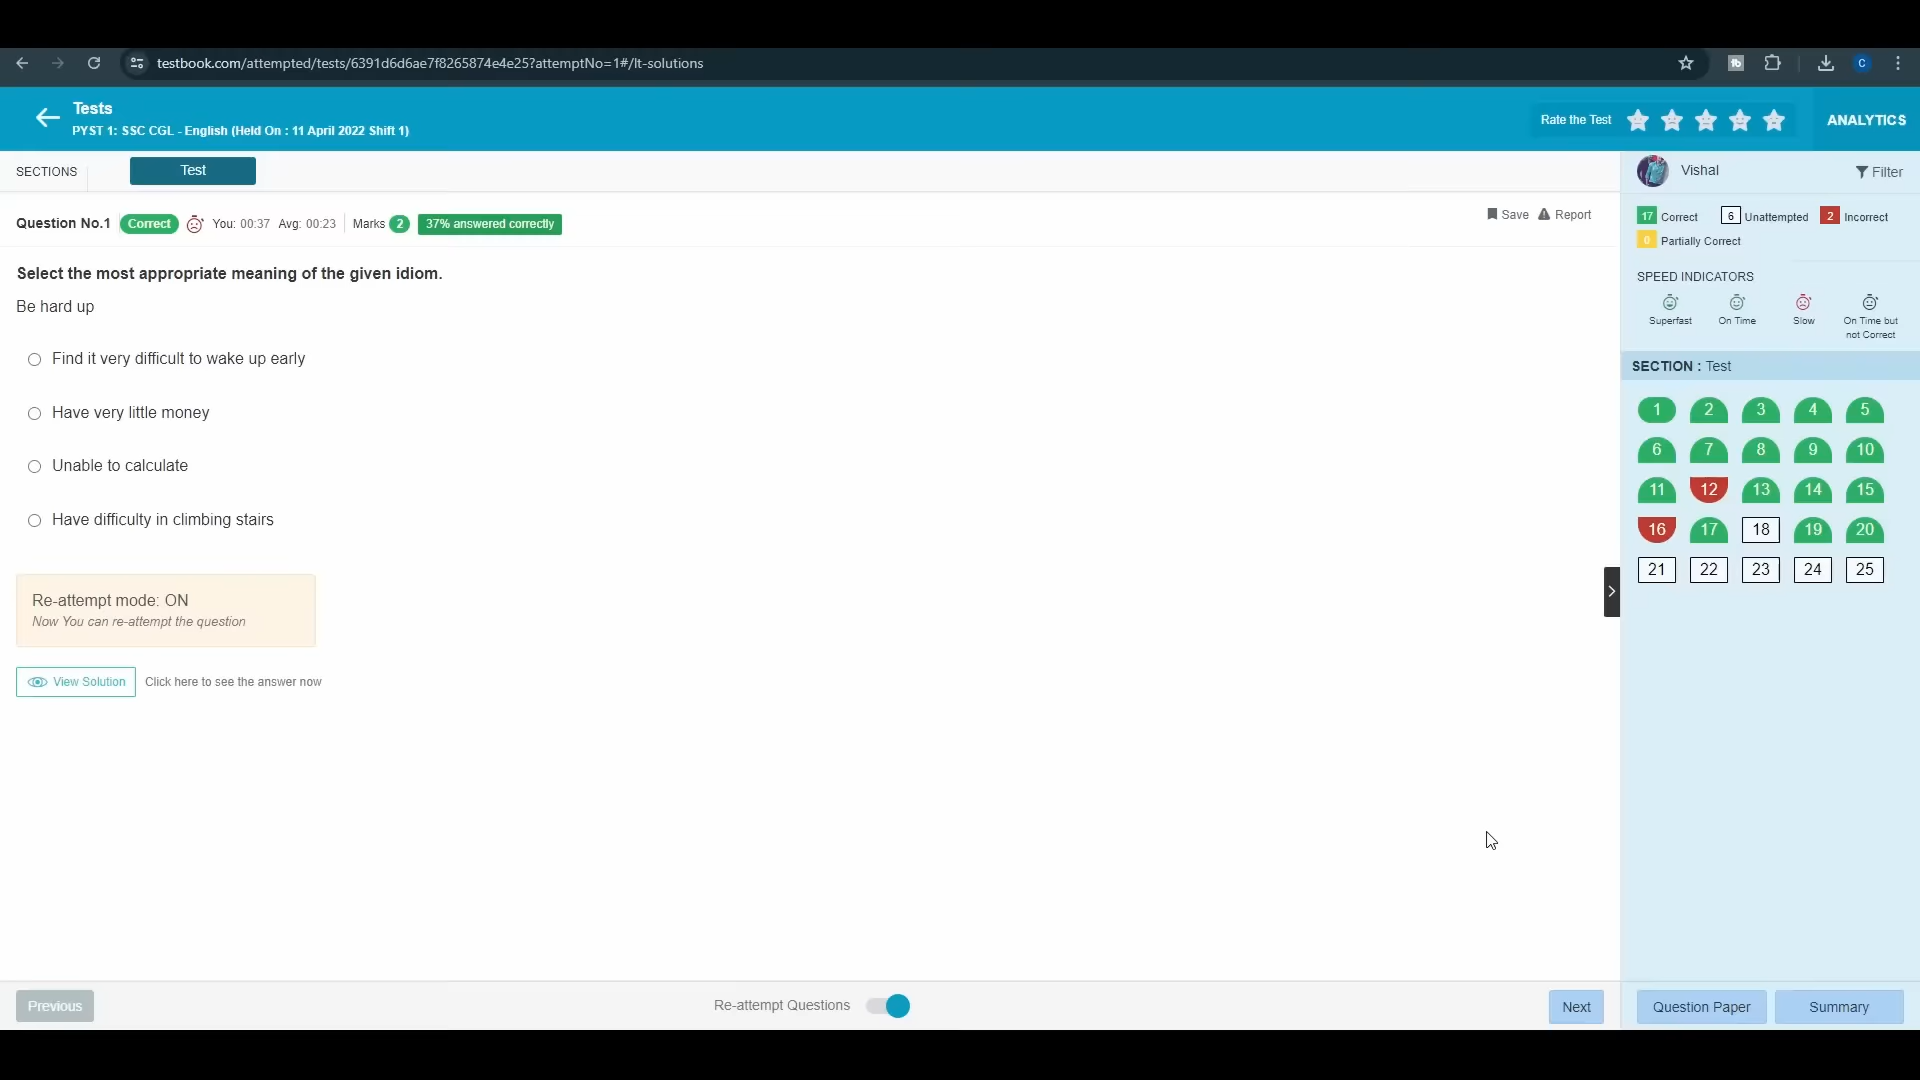 testbook.com/attempted/tests/6391d6d6ae7f8265874e4e25?attemptNo=1#/lt-solutions
C
Tests
PYST 1: SSC CGL - English (Held On : 11 April 2022 Shift 1)
Rate the Test
ANALYTICS
SECTIONS
Test
Vishal
Filter
Question No.1 Correct You: 00:37 Avg: 00:23 Marks 2 37% answered correctly
Save Report
17 Correct 6 Unattempted 2 Incorrect
0 Partially Correct
Select the most appropriate meaning of the given idiom.
Be hard up
Find it very difficult to wake up early
Have very little money
Unable to calculate
Have difficulty in climbing stairs
Re-attempt mode: ON
Now You can re-attempt the question
View Solution Click here to see the answer now
SPEED INDICATORS
Superfast On Time Slow On Time but
not Correct
SECTION : Test
1 2 3 4 5
6 7 8 9 10
11 12 13 14 15
16 17 18 19 20
21 22 23 24 25
Previous
Re-attempt Questions
Next
Question Paper
Summary